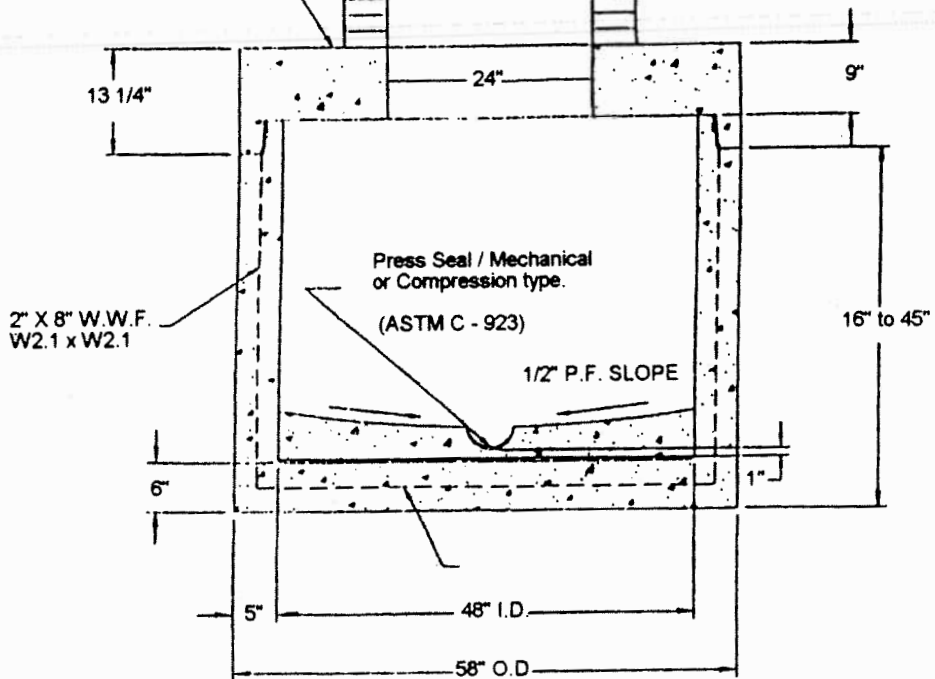 24"
9"
13 1/4"
Press Seal / Mechanical
or Compression type.
(ASTM C - 923)
2" X 8" W.W.F.
W2.1 x W2.1
16" to 45"
1/2" P.F. SLOPE
6"
1"
5"
48" I.D.
58" O.D